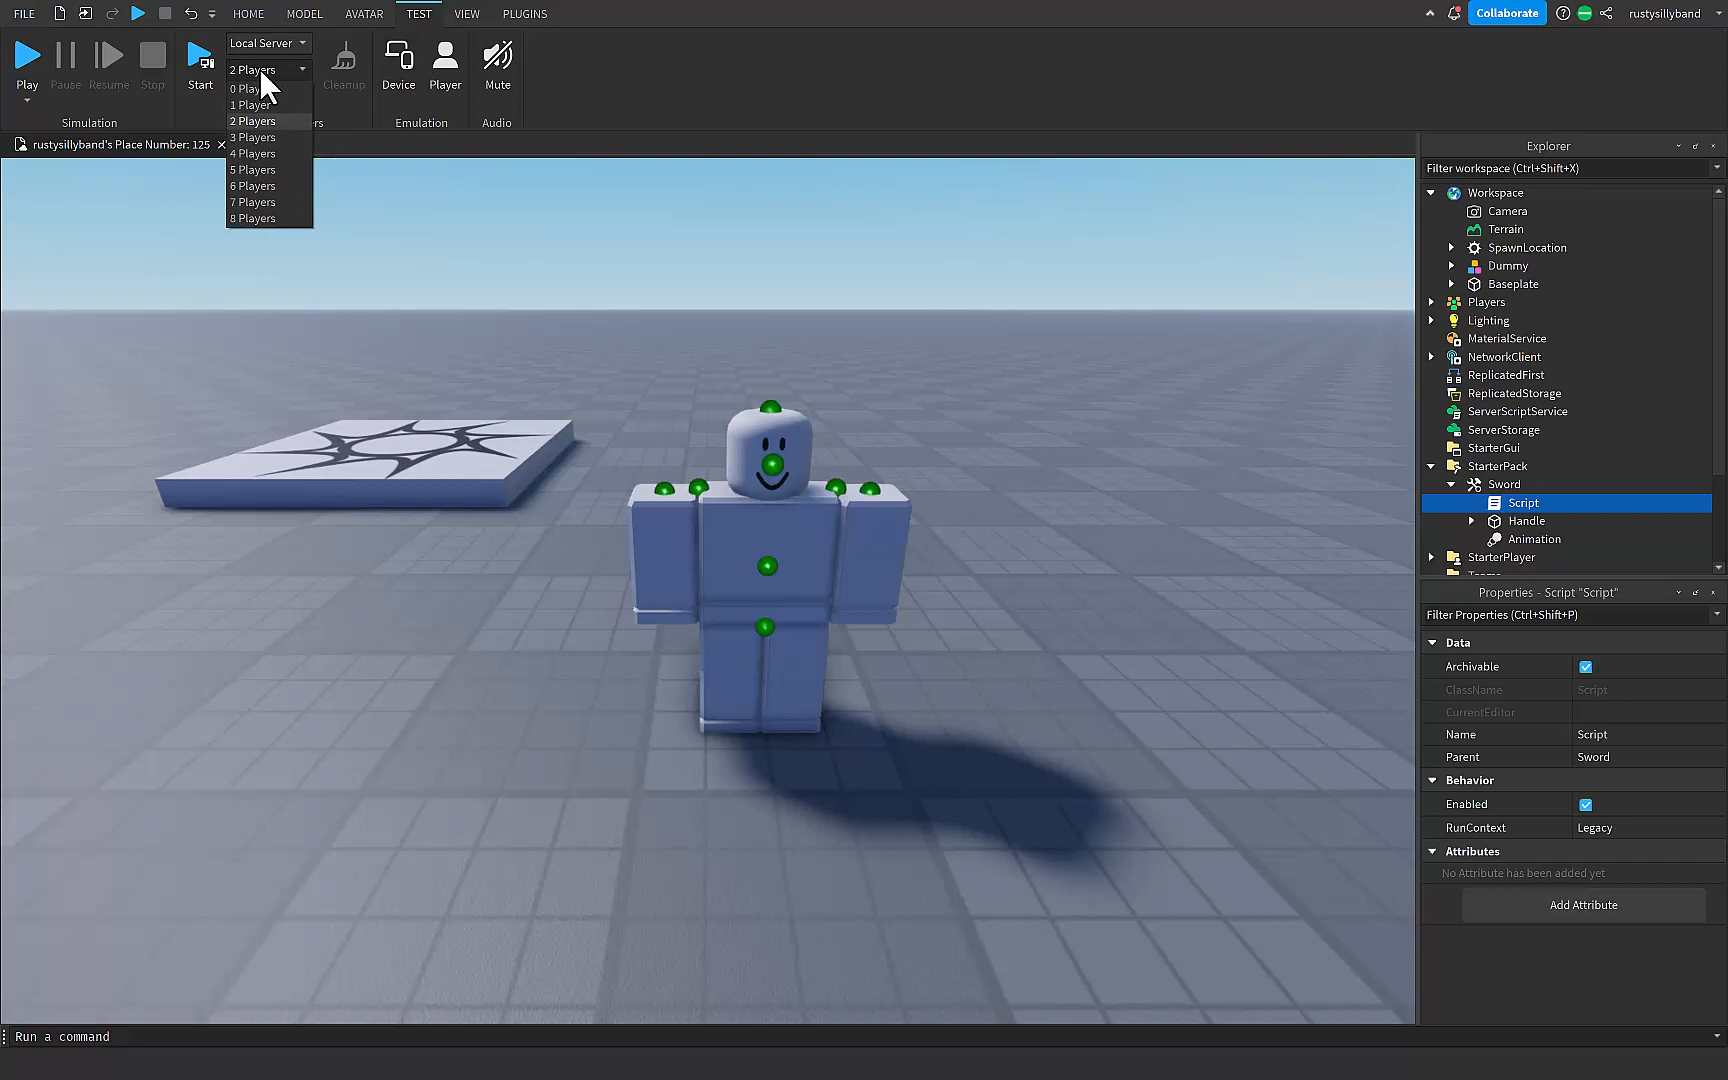 FILE HOME MODEL AVATAR TEST VIEW PLUGINS Collaborate rustysillyband
Local Server
2 Players
Play Pause Resume Stop Start Cleanup Device Player Mute
0 Play
1 Player
2 Players
3 Players
4 Players
5 Players
6 Players
7 Players
8 Players
Simulation rs Emulation Audio
rustysillyband's Place Number: 125
Explorer
Filter workspace (Ctrl+Shift+X)
Workspace
Camera
Terrain
SpawnLocation
Dummy
Baseplate
Players
Lighting
MaterialService
NetworkClient
ReplicatedFirst
ReplicatedStorage
ServerScriptService
ServerStorage
StarterGui
StarterPack
Sword
Script
Handle
Animation
StarterPlayer
Properties - Script "Script"
Filter Properties (Ctrl+Shift+P)
Data
Archivable
ClassName Script
CurrentEditor
Name Script
Parent Sword
Behavior
Enabled
RunContext Legacy
Attributes
No Attribute has been added yet
Add Attribute
Run a command